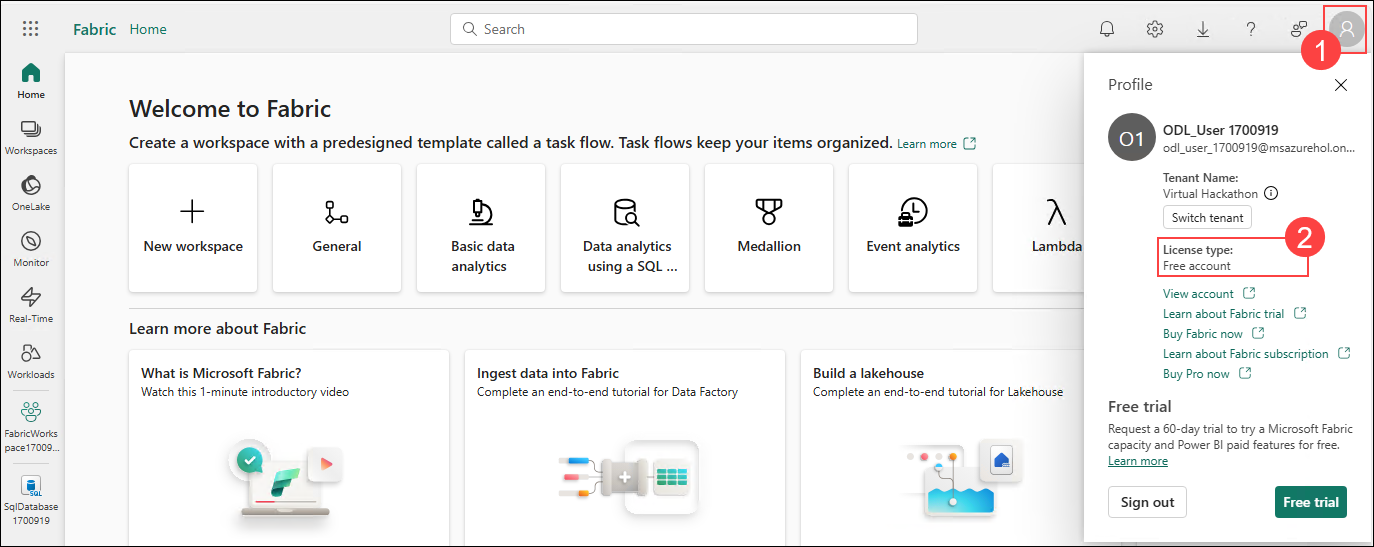 Fabric Home
Search
1
Home
Workspaces
OneLake
Monitor
Real-Time
Workloads
FabricWorks
pace17009...
SQL
SqlDatabase
1700919
Welcome to Fabric
Create a workspace with a predesigned template called a task flow. Task flows keep your items organized. Learn more
New workspace
General
Basic data
analytics
Data analytics
using a SQL ...
Medallion
Event analytics
Lambda
Learn more about Fabric
What is Microsoft Fabric?
Watch this 1-minute introductory video
Ingest data into Fabric
Complete an end-to-end tutorial for Data Factory
Build a lakehouse
Complete an end-to-end tutorial for Lakehouse
Profile
O1
ODL_User 1700919
odl_user_1700919@msazurehol.on...
Tenant Name:
Virtual Hackathon
Switch tenant
2
License type:
Free account
View account
Learn about Fabric trial
Buy Fabric now
Learn about Fabric subscription
Buy Pro now
Free trial
Request a 60-day trial to try a Microsoft Fabric
capacity and Power BI paid features for free.
Learn more
Sign out
Free trial